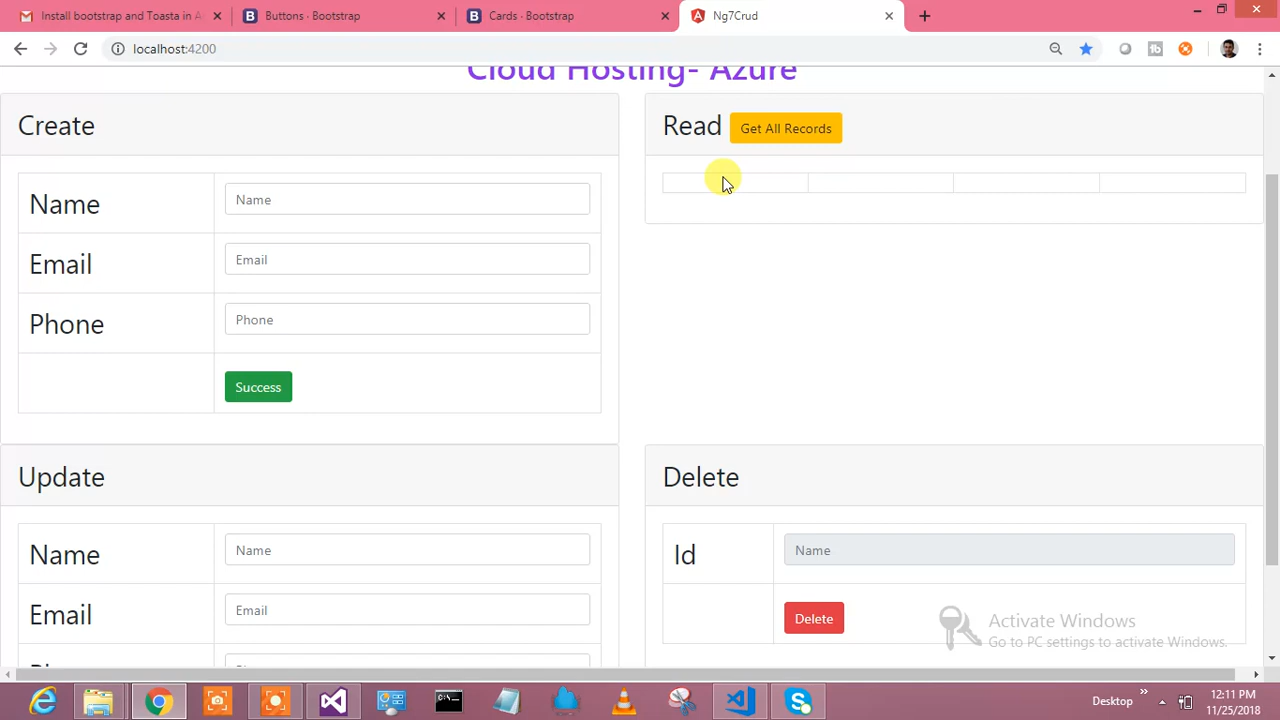 Install bootstrap and Toasta in A
Buttons · Bootstrap
Cards · Bootstrap
Ng7Crud
localhost:4200
Cloud Hosting- Azure
Create
Name
Name
Email
Email
Phone
Phone
Success
Read
Get All Records
Update
Name
Name
Email
Email
Delete
Id
Name
Delete
Activate Windows
Go to PC settings to activate Windows.
Desktop
12:11 PM
11/25/2018